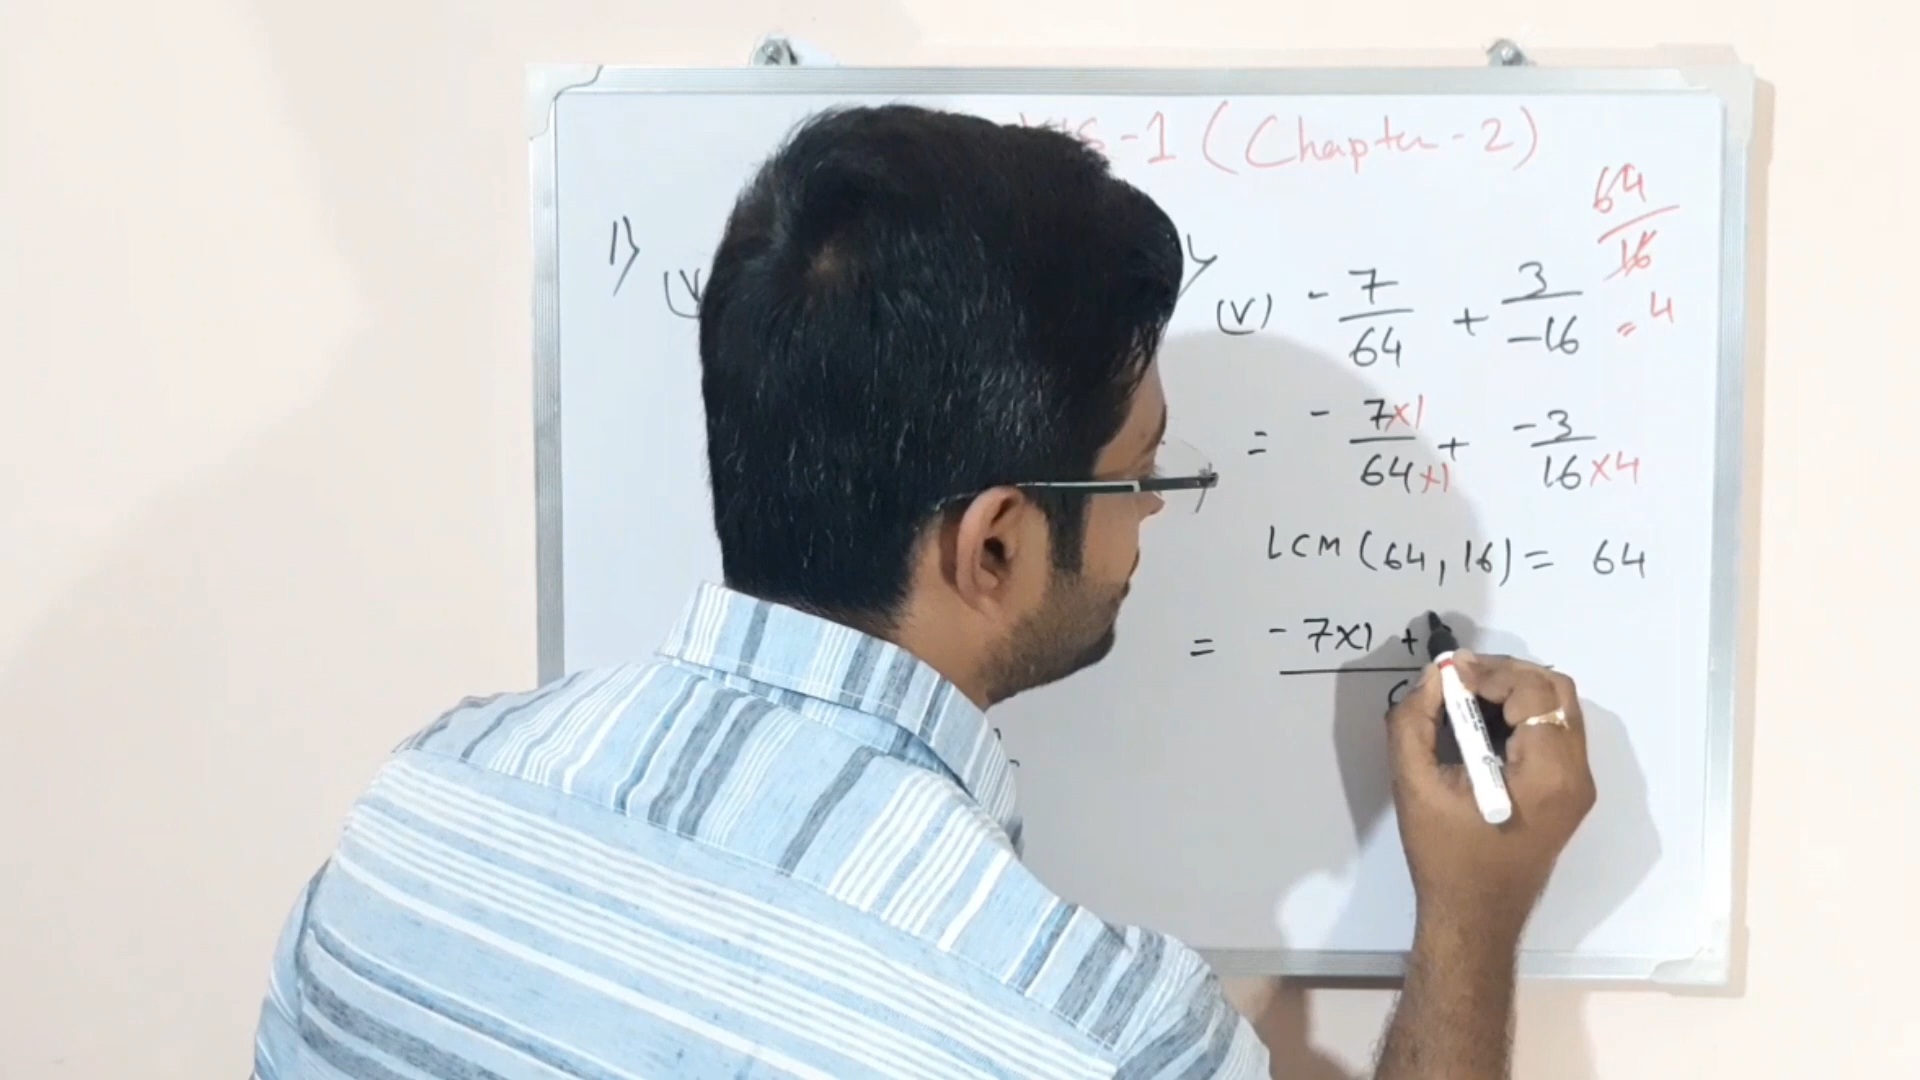 -1 (Chapter - 2)
1)
(V) - 7/64 + 3/-16
64/16 = 4
= - 7×1/64×1 + -3/16×4
LCM (64, 16) = 64
= - 7×1 +